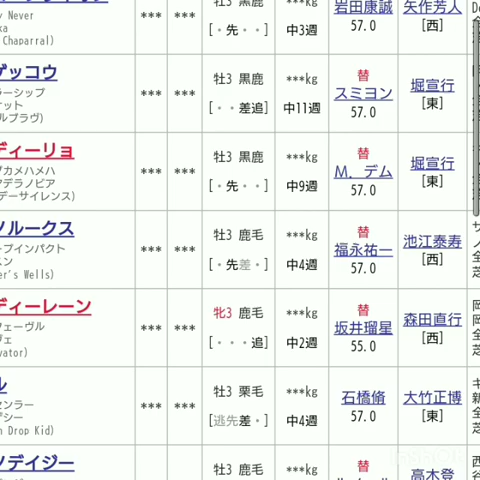 牡3 黒鹿
***kg
岩田康誠
矢作芳人
y Never
***
***
[西]
Chaparral)
[・先・・]
中3週
57.0
ゲッコウ
牡3 黒鹿
***kg
替
堀宣行
ラーシップ
***
***
スミヨン
[東]
ァット
[・・差追]
中11週
57.0
ルプラヴ)
ディーリョ
牡3 黒鹿
***kg
替
堀宣行
グカメハメハ
***
***
M.デム
[東]
アデラノビア
[・先・・]
中9週
57.0
デーサイレンス)
ノルークス
牡3 鹿毛
***kg
替
池江泰寿
ープインパクト
***
***
福永祐一
[西]
スン
[・先差・]
中4週
57.0
er's Wells)
ディーレーン
牝3 鹿毛
***kg
替
森田直行
フェーヴル
***
***
坂井瑠星
[西]
ヴェ
[・・・追]
中2週
55.0
vator)
ル
牡3 栗毛
***kg
石橋脩
大竹正博
センラー
***
***
57.0
[東]
デシー
[逃先差・]
中4週
n Drop Kid)
ノデイジー
牡3 鹿毛
***kg
替
高木登